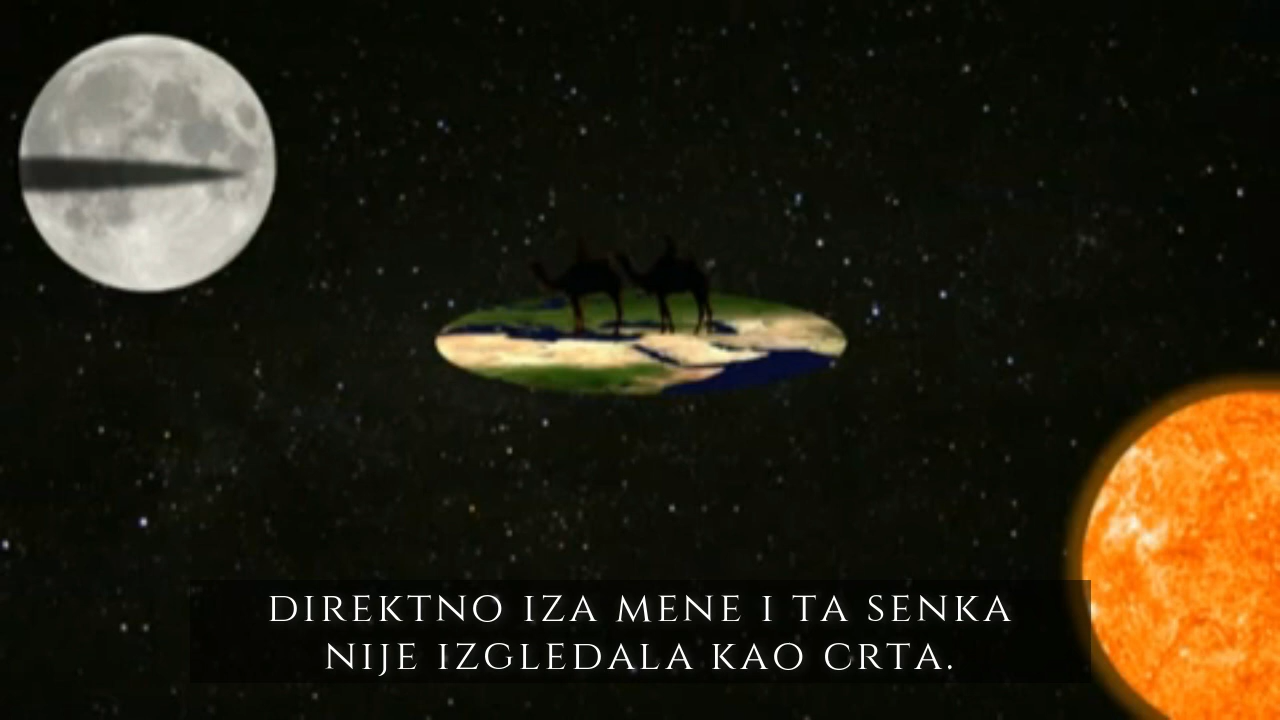 DIREKTNO IZA MENE I TA SENKA
NIJE IZGLEDALA KAO CRTA.